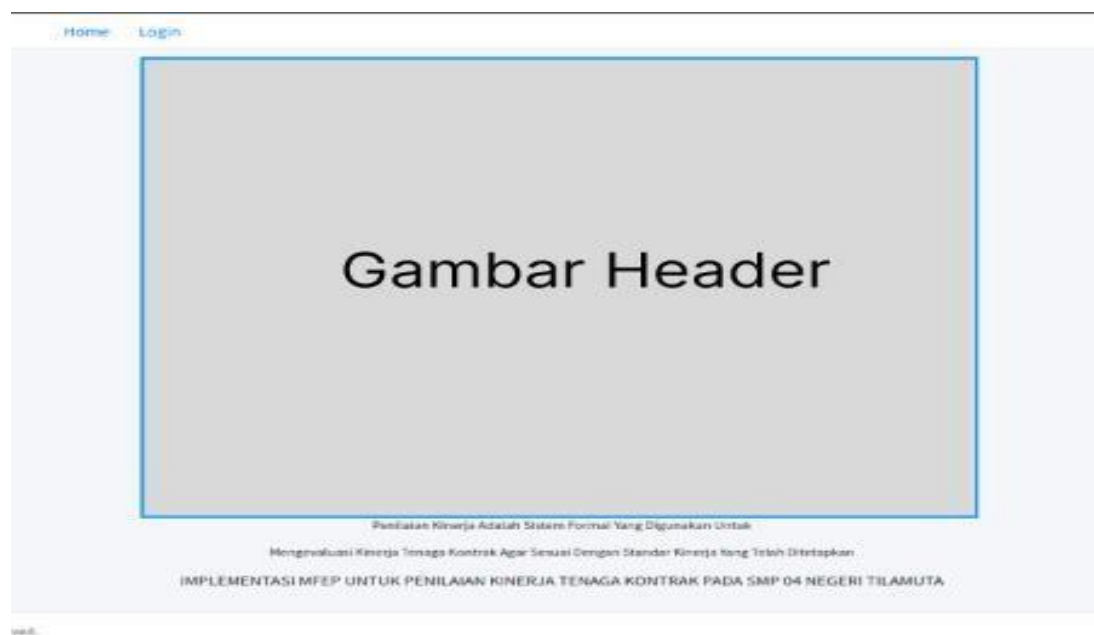 Home Login
Gambar Header
Penilaian Kinerja Adalah Sistem Formal Yang Digunakan Untuk
Mengevaluasi Kinerja Tenaga Kontrak Agar Sesuai Dengan Standar Kinerja Yang Telah Ditetapkan
IMPLEMENTASI MFEP UNTUK PENILAIAN KINERJA TENAGA KONTRAK PADA SMP 04 NEGERI TILAMUTA